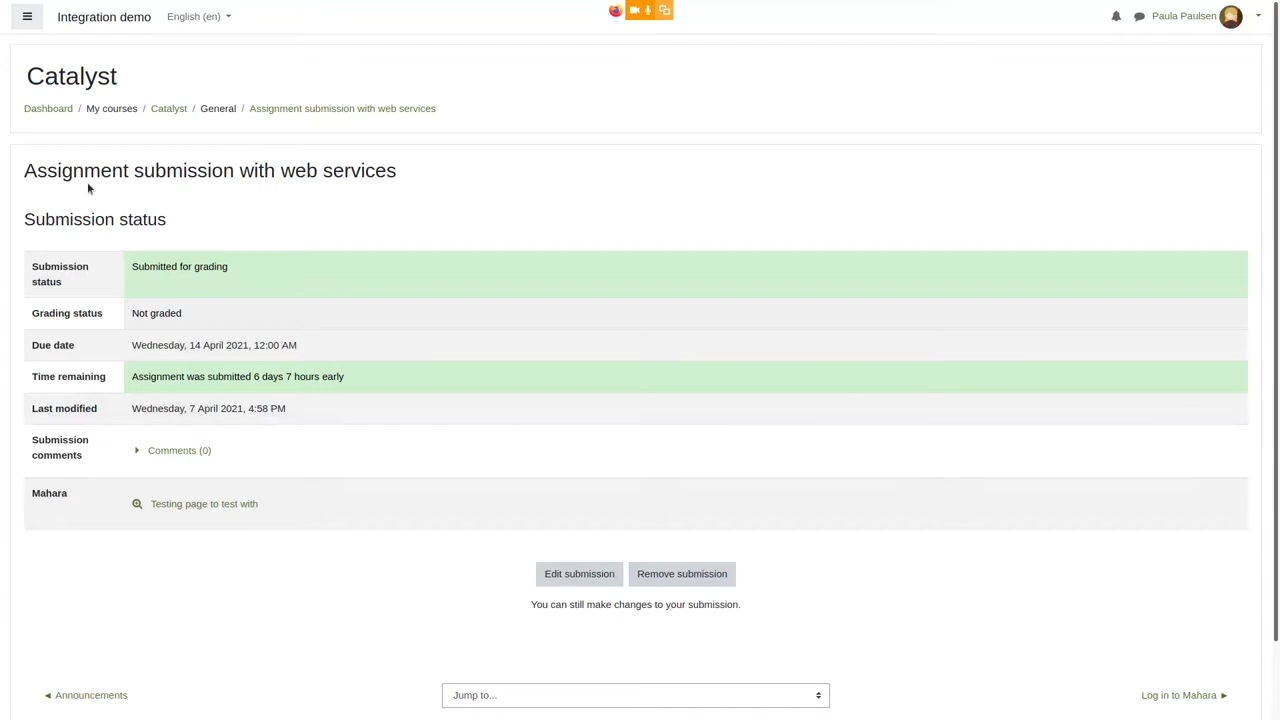 Integration demo English (en) Paula Paulsen
Catalyst
Dashboard / My courses / Catalyst / General / Assignment submission with web services
Assignment submission with web services
Submission status
Submission status Submitted for grading
Grading status Not graded
Due date Wednesday, 14 April 2021, 12:00 AM
Time remaining Assignment was submitted 6 days 7 hours early
Last modified Wednesday, 7 April 2021, 4:58 PM
Submission comments Comments (0)
Mahara Testing page to test with
Edit submission Remove submission
You can still make changes to your submission.
◄ Announcements Jump to... Log in to Mahara ►